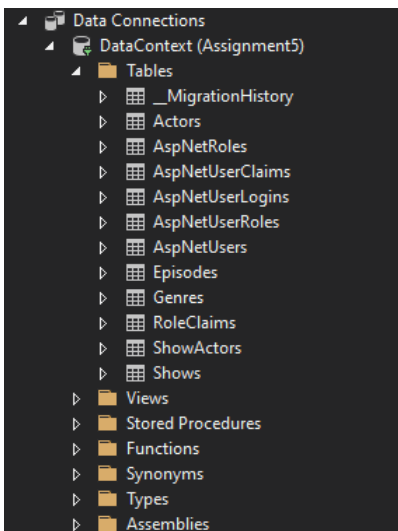 Data Connections
DataContext (Assignment5)
Tables
__MigrationHistory
Actors
AspNetRoles
AspNetUserClaims
AspNetUserLogins
AspNetUserRoles
AspNetUsers
Episodes
Genres
RoleClaims
ShowActors
Shows
Views
Stored Procedures
Functions
Synonyms
Types
Assemblies